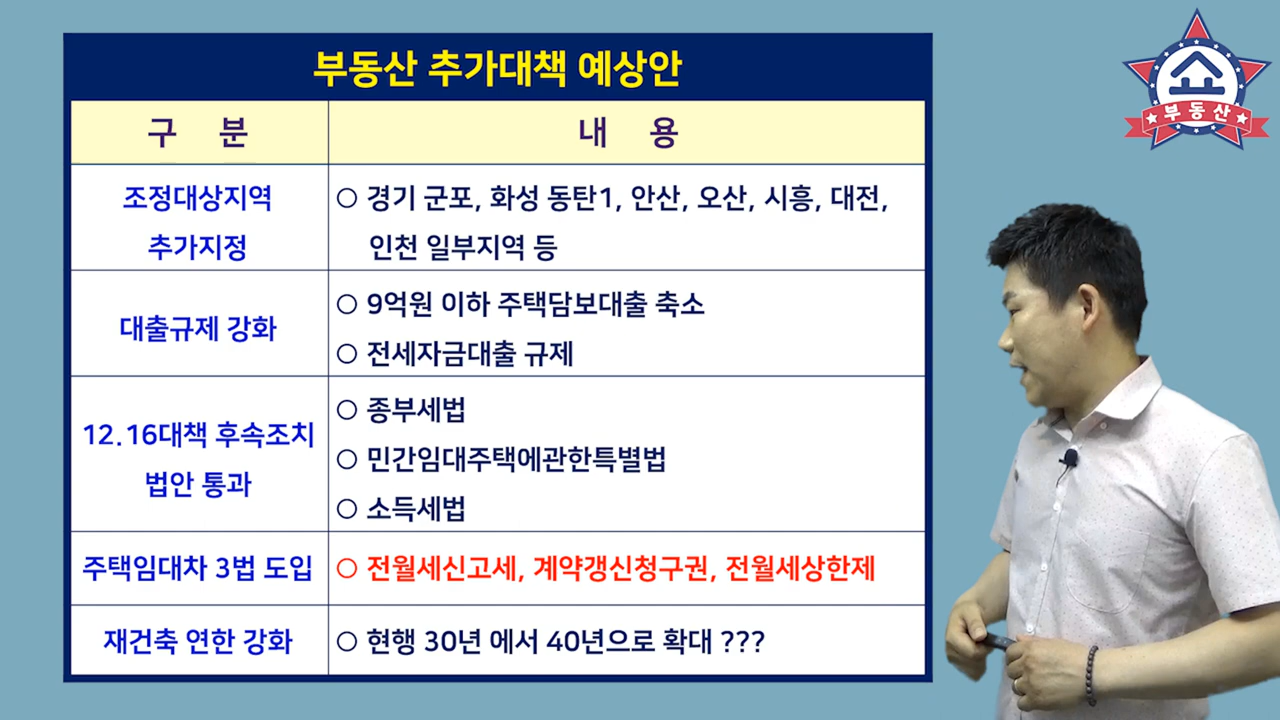 부동산 추가대책 예상안
구 분
내 용
조정대상지역
추가지정
○ 경기 군포, 화성 동탄1, 안산, 오산, 시흥, 대전,
인천 일부지역 등
대출규제 강화
○ 9억원 이하 주택담보대출 축소
○ 전세자금대출 규제
12.16대책 후속조치
법안 통과
○ 종부세법
○ 민간임대주택에관한특별법
○ 소득세법
주택임대차 3법 도입
○ 전월세신고세, 계약갱신청구권, 전월세상한제
재건축 연한 강화
○ 현행 30년 에서 40년으로 확대 ???
쇼
부동산